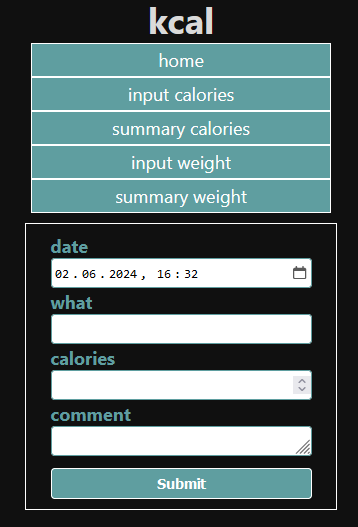 kcal
home
input calories
summary calories
input weight
summary weight
date
02.06.2024, 16:32
what
calories
comment
Submit